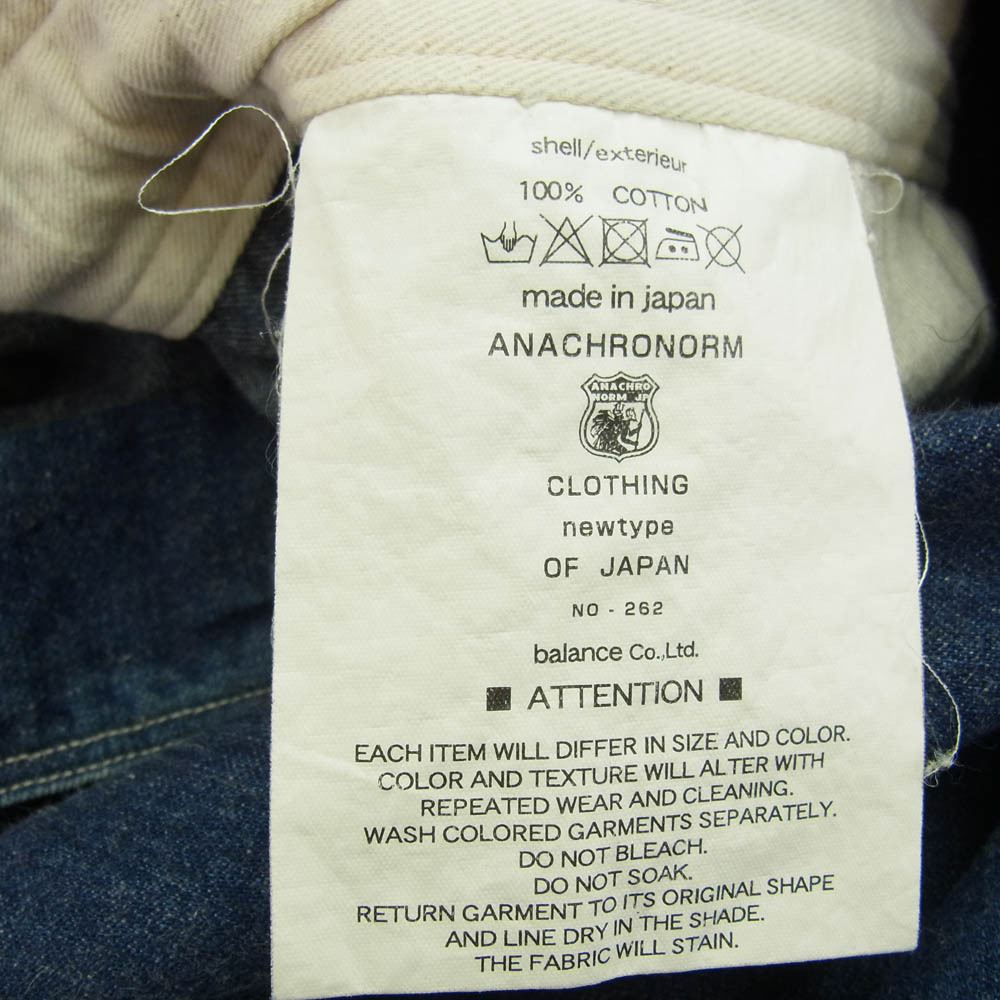 shell/exterieur
100% COTTON
made in japan
ANACHRONORM
ANACHRO
NORM JP
CLOTHING
newtype
OF JAPAN
NO - 262
balance Co.,Ltd.
■ ATTENTION ■
EACH ITEM WILL DIFFER IN SIZE AND COLOR.
COLOR AND TEXTURE WILL ALTER WITH
REPEATED WEAR AND CLEANING.
WASH COLORED GARMENTS SEPARATELY.
DO NOT BLEACH.
DO NOT SOAK.
RETURN GARMENT TO ITS ORIGINAL SHAPE
AND LINE DRY IN THE SHADE.
THE FABRIC WILL STAIN.